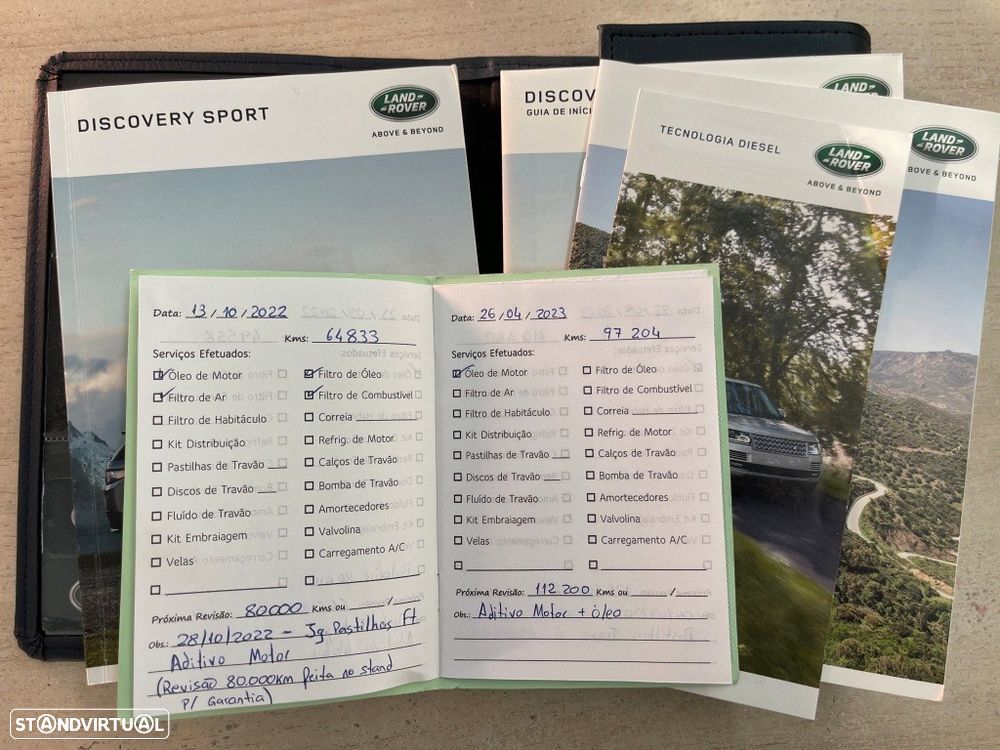 DISCOVERY SPORT
LAND ROVER
ABOVE & BEYOND
DISCOV
GUIA DE INÍCI
TECNOLOGIA DIESEL
LAND ROVER
ABOVE & BEYOND
LAND ROVER
ABOVE & BEYOND
LAND
Data: 13/10/2022
Kms: 64833
Serviços Efetuados:
Óleo de Motor Filtro de Óleo
Filtro de Ar Filtro de Combustível
Filtro de Habitáculo Correia
Kit Distribuição Refrig. de Motor
Pastilhas de Travão Calços de Travão
Discos de Travão Bomba de Travão
Fluído de Travão Amortecedores
Kit Embraiagem Valvolina
Velas Carregamento A/C
Próxima Revisão: 80000 Kms ou / /
Obs.: 28/10/2022 - Jg. Pastilhas Ft
Aditivo Motor
(Revisão 80.000km feita no stand
P/ Garantia)
Data: 26/04/2023
Kms: 97 204
Serviços Efetuados:
Óleo de Motor Filtro de Óleo
Filtro de Ar Filtro de Combustível
Filtro de Habitáculo Correia
Kit Distribuição Refrig. de Motor
Pastilhas de Travão Calços de Travão
Discos de Travão Bomba de Travão
Fluído de Travão Amortecedores
Kit Embraiagem Valvolina
Velas Carregamento A/C
Próxima Revisão: 112 200 Kms ou / /
Obs.: Aditivo Motor + óleo
STANDVIRTUAL